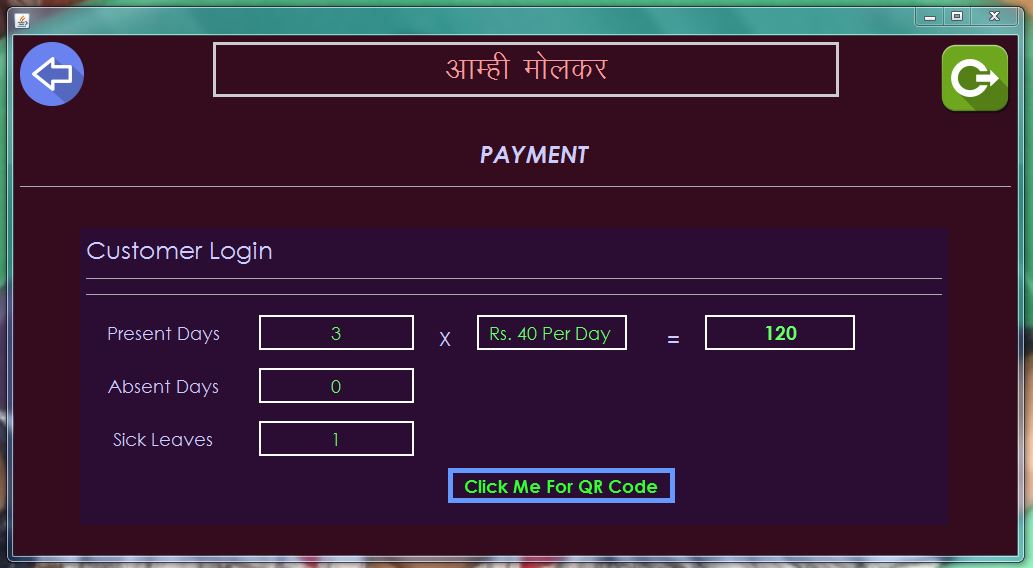 आम्ही मोलकर
PAYMENT
Customer Login
Present Days 3 X Rs. 40 Per Day = 120
Absent Days 0
Sick Leaves 1
Click Me For QR Code